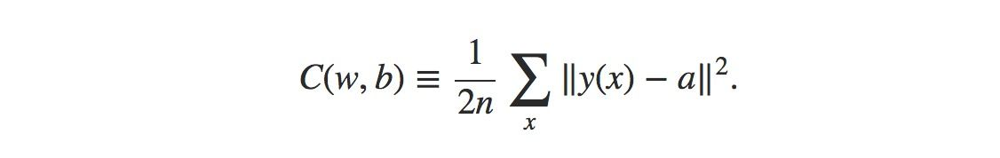 C(w, b) ≡ 1/2n ∑x ‖y(x) − a‖².